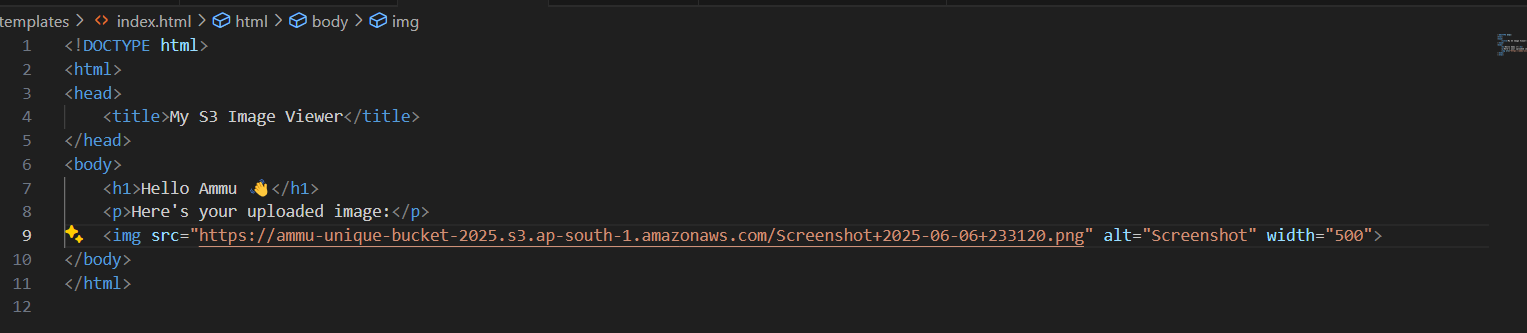 templates > index.html > html > body > img
1 <!DOCTYPE html>
2 <html>
3 <head>
4     <title>My S3 Image Viewer</title>
5 </head>
6 <body>
7     <h1>Hello Ammu 👋</h1>
8     <p>Here's your uploaded image:</p>
9     <img src="https://ammu-unique-bucket-2025.s3.ap-south-1.amazonaws.com/Screenshot+2025-06-06+233120.png" alt="Screenshot" width="500">
10 </body>
11 </html>
12